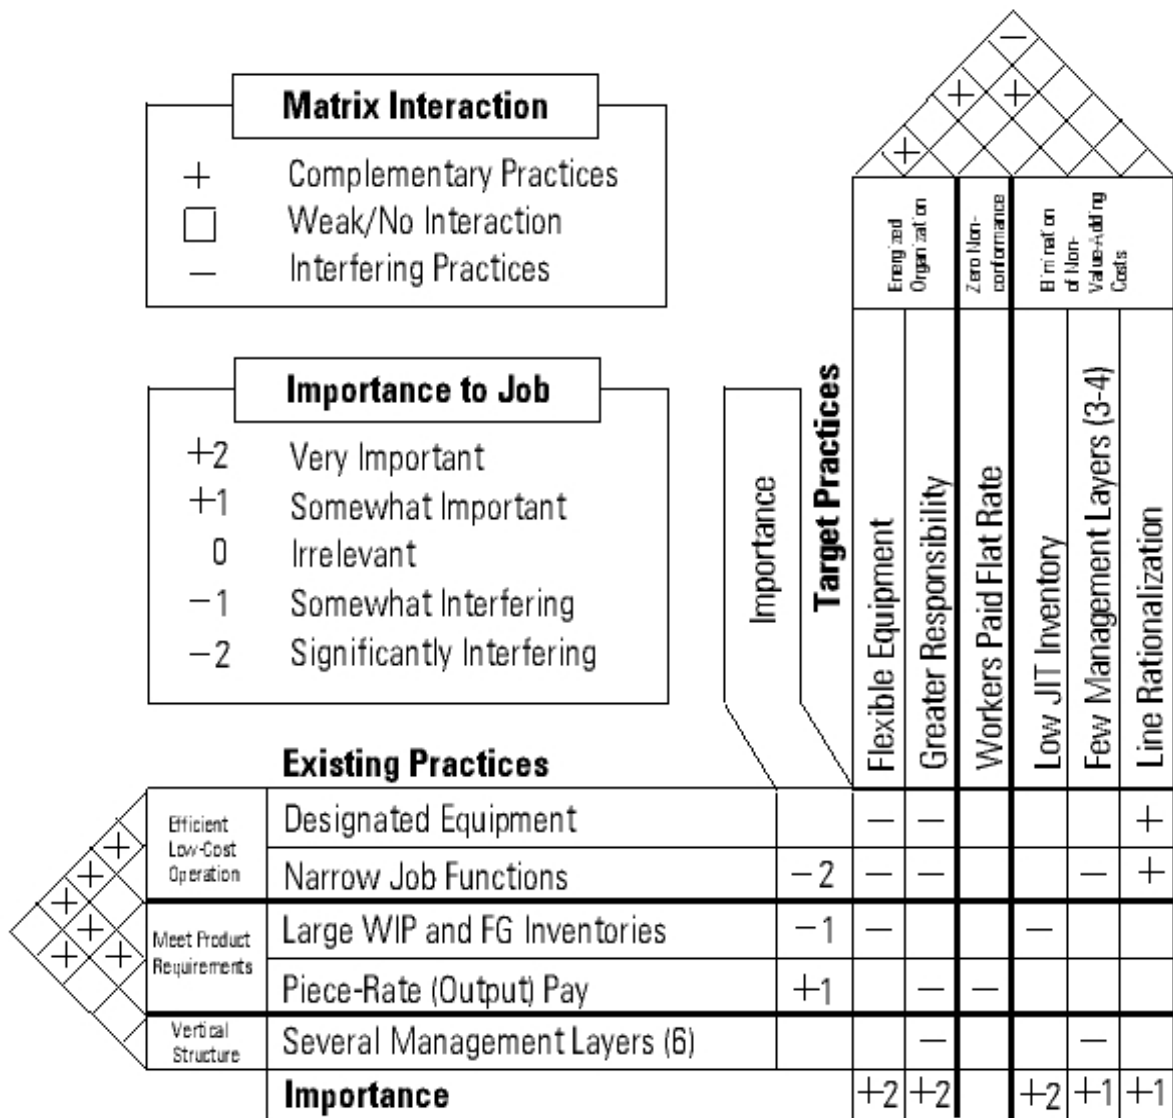 Matrix Interaction
+ Complementary Practices
Weak/No Interaction
− Interfering Practices
Importance to Job
+2 Very Important
+1 Somewhat Important
0 Irrelevant
−1 Somewhat Interfering
−2 Significantly Interfering
−
+ +
+
Energized
Organization
Zero Non-
conformance
Elimination
of Non-
Value-Adding
Costs
Importance
Target Practices
Flexible Equipment
Greater Responsibility
Workers Paid Flat Rate
Low JIT Inventory
Few Management Layers (3-4)
Line Rationalization
Existing Practices
Efficient
Low-Cost
Operation
Designated Equipment − − +
Narrow Job Functions −2 − − − +
Meet Product
Requirements
Large WIP and FG Inventories −1 − −
Piece-Rate (Output) Pay +1 − −
Vertical
Structure
Several Management Layers (6) − −
+
+
+
+
+ +
Importance +2 +2 +2 +1 +1